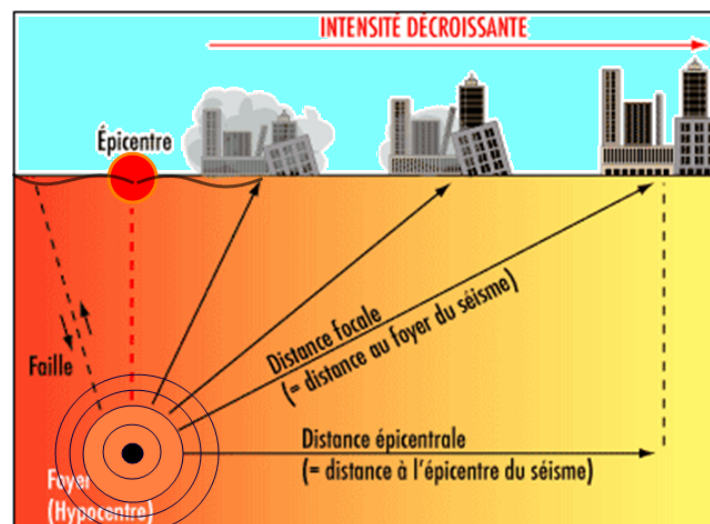 INTENSITÉ DÉCROISSANTE
Épicentre
Distance focale
(= distance au foyer du séisme)
Faille
Distance épicentrale
(= distance à l'épicentre du séisme)
Foyer
(Hypocentre)